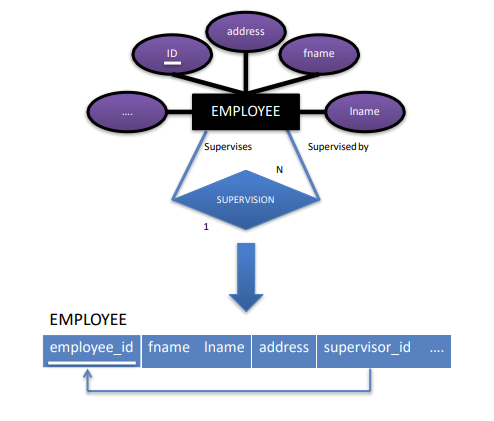 address
ID
fname
....
EMPLOYEE
lname
Supervises
Supervised by
N
SUPERVISION
1
EMPLOYEE
employee_id fname lname address supervisor_id ....